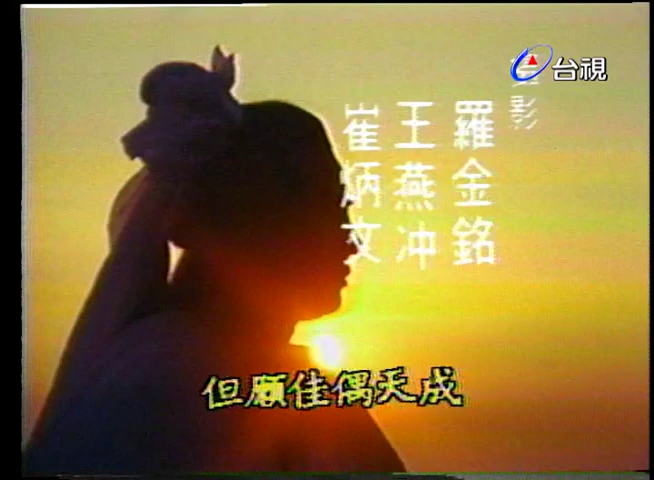 台視
影
羅金銘
王燕冲
崔炳文
但願佳偶天成